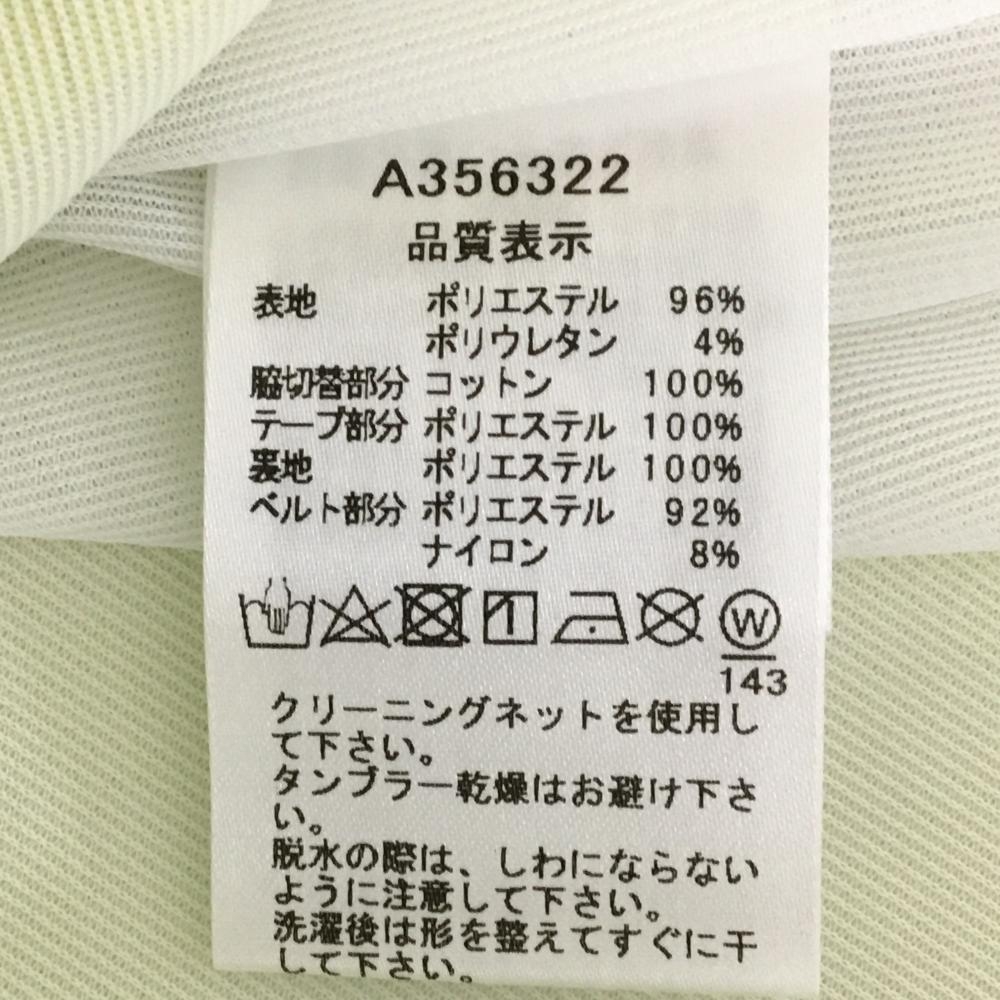 A356322
品質表示
表地 ポリエステル 96%
ポリウレタン 4%
脇切替部分 コットン 100%
テープ部分 ポリエステル 100%
裏地 ポリエステル 100%
ベルト部分 ポリエステル 92%
ナイロン 8%
W
143
クリーニングネットを使用し
て下さい。
タンブラー乾燥はお避け下さ
い。
脱水の際は、しわにならない
ように注意して下さい。
洗濯後は形を整えてすぐに干
して下さい。